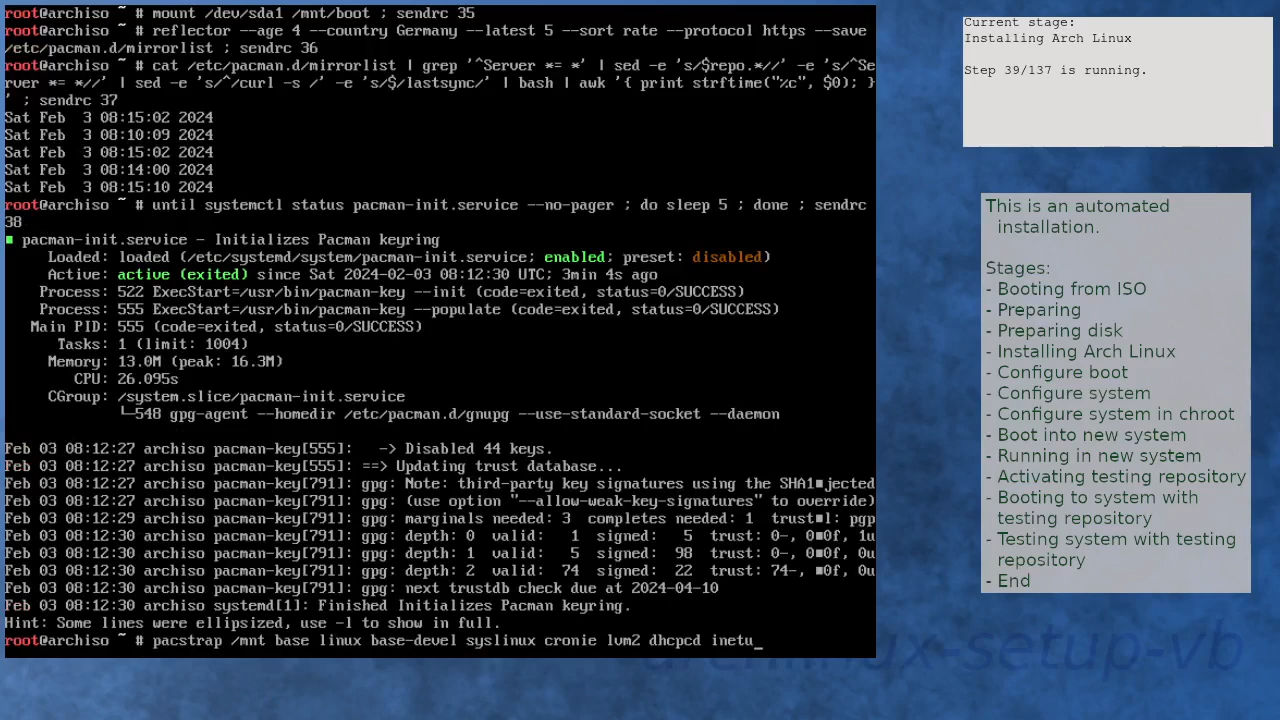 root@archiso ~ # mount /dev/sda1 /mnt/boot ; sendrc 35
root@archiso ~ # reflector --age 4 --country Germany --latest 5 --sort rate --protocol https --save
/etc/pacman.d/mirrorlist ; sendrc 36
root@archiso ~ # cat /etc/pacman.d/mirrorlist | grep '^Server *= *' | sed -e 's/$repo.*//' -e 's/^Se
rver *= *//' | sed -e 's/^/curl -s /' -e 's/$/lastsync/' | bash | awk '{ print strftime("%c", $0); }
' ; sendrc 37
Sat Feb  3 08:15:02 2024
Sat Feb  3 08:10:09 2024
Sat Feb  3 08:15:02 2024
Sat Feb  3 08:14:00 2024
Sat Feb  3 08:15:10 2024
root@archiso ~ # until systemctl status pacman-init.service --no-pager ; do sleep 5 ; done ; sendrc
38
■ pacman-init.service - Initializes Pacman keyring
     Loaded: loaded (/etc/systemd/system/pacman-init.service; enabled; preset: disabled)
     Active: active (exited) since Sat 2024-02-03 08:12:30 UTC; 3min 4s ago
    Process: 522 ExecStart=/usr/bin/pacman-key --init (code=exited, status=0/SUCCESS)
    Process: 555 ExecStart=/usr/bin/pacman-key --populate (code=exited, status=0/SUCCESS)
   Main PID: 555 (code=exited, status=0/SUCCESS)
      Tasks: 1 (limit: 1004)
     Memory: 13.0M (peak: 16.3M)
        CPU: 26.095s
     CGroup: /system.slice/pacman-init.service
             └─548 gpg-agent --homedir /etc/pacman.d/gnupg --use-standard-socket --daemon
Feb 03 08:12:27 archiso pacman-key[555]:   -> Disabled 44 keys.
Feb 03 08:12:27 archiso pacman-key[555]: ==> Updating trust database...
Feb 03 08:12:27 archiso pacman-key[791]: gpg: Note: third-party key signatures using the SHA1■jected
Feb 03 08:12:27 archiso pacman-key[791]: gpg: (use option "--allow-weak-key-signatures" to override)
Feb 03 08:12:29 archiso pacman-key[791]: gpg: marginals needed: 3  completes needed: 1  trust■l: pgp
Feb 03 08:12:30 archiso pacman-key[791]: gpg: depth: 0  valid:   1  signed:   5  trust: 0-, 0■0f, 1u
Feb 03 08:12:30 archiso pacman-key[791]: gpg: depth: 1  valid:   5  signed:  98  trust: 0-, 0■0f, 0u
Feb 03 08:12:30 archiso pacman-key[791]: gpg: depth: 2  valid:  74  signed:  22  trust: 74-, ■0f, 0u
Feb 03 08:12:30 archiso pacman-key[791]: gpg: next trustdb check due at 2024-04-10
Feb 03 08:12:30 archiso systemd[1]: Finished Initializes Pacman keyring.
Hint: Some lines were ellipsized, use -l to show in full.
root@archiso ~ # pacstrap /mnt base linux base-devel syslinux cronie lvm2 dhcpcd inetu_
Current stage:
Installing Arch Linux
Step 39/137 is running.
This is an automated
installation.
Stages:
- Booting from ISO
- Preparing
- Preparing disk
- Installing Arch Linux
- Configure boot
- Configure system
- Configure system in chroot
- Boot into new system
- Running in new system
- Activating testing repository
- Booting to system with
testing repository
- Testing system with testing
repository
- End